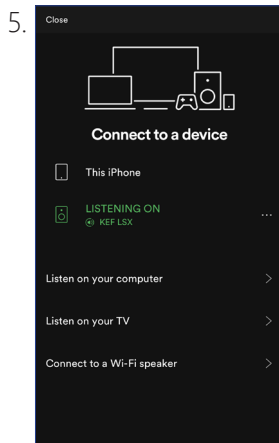 5.
Close
Connect to a device
This iPhone
LISTENING ON
KEF LSX
Listen on your computer
Listen on your TV
Connect to a Wi-Fi speaker